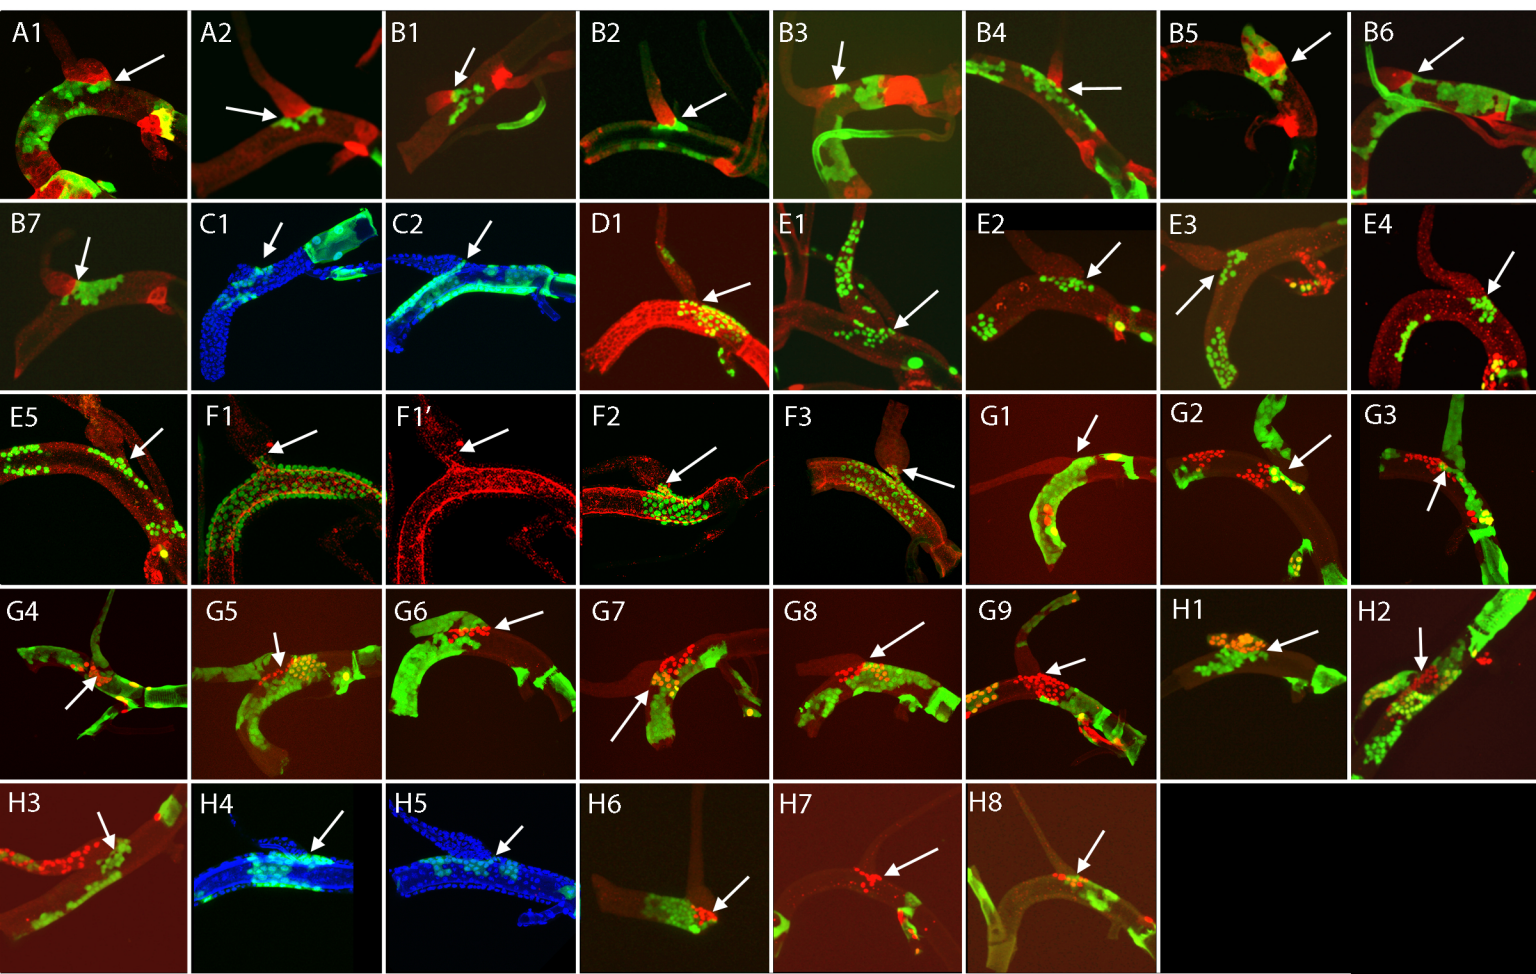 A1 A2 B1 B2 B3 B4 B5 B6
B7 C1 C2 D1 E1 E2 E3 E4
E5 F1 F1’ F2 F3 G1 G2 G3
G4 G5 G6 G7 G8 G9 H1 H2
H3 H4 H5 H6 H7 H8